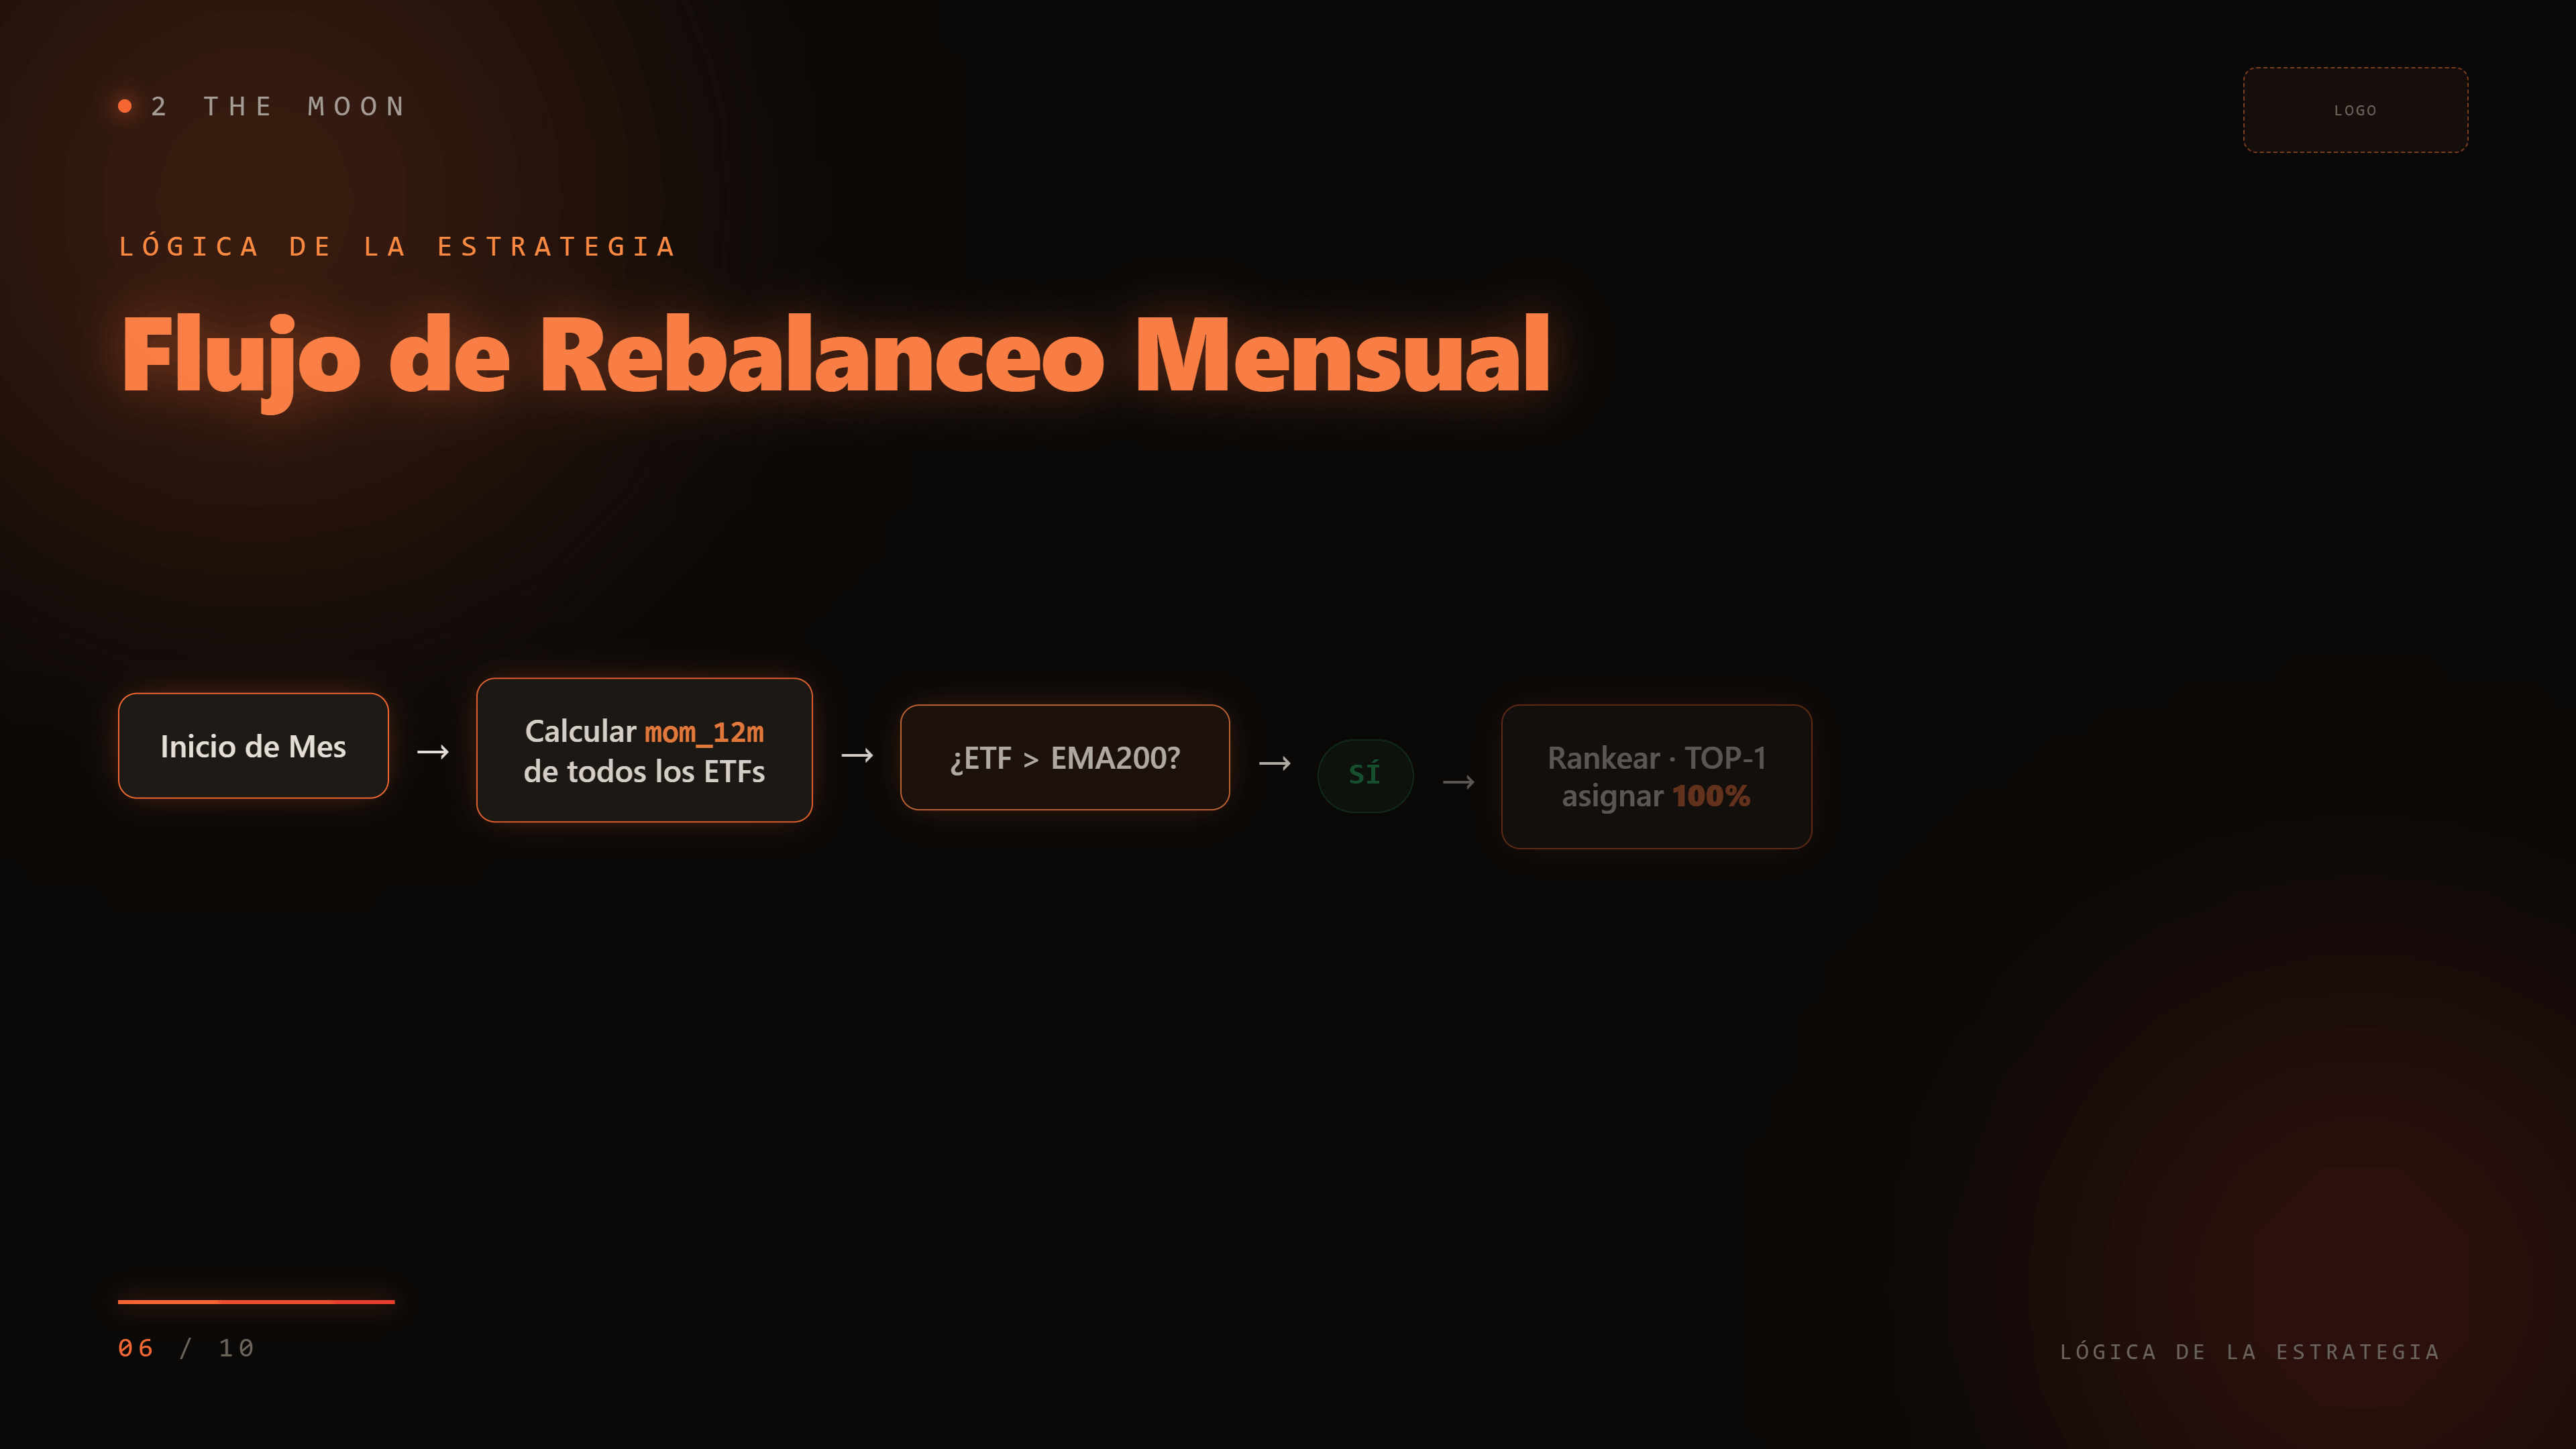 2 THE MOON
LOGO
LÓGICA DE LA ESTRATEGIA
Flujo de Rebalanceo Mensual
Inicio de Mes
→
Calcular mom_12m
de todos los ETFs
→
¿ETF > EMA200?
→
SÍ
→
Rankear · TOP-1
asignar 100%
06 / 10
LÓGICA DE LA ESTRATEGIA